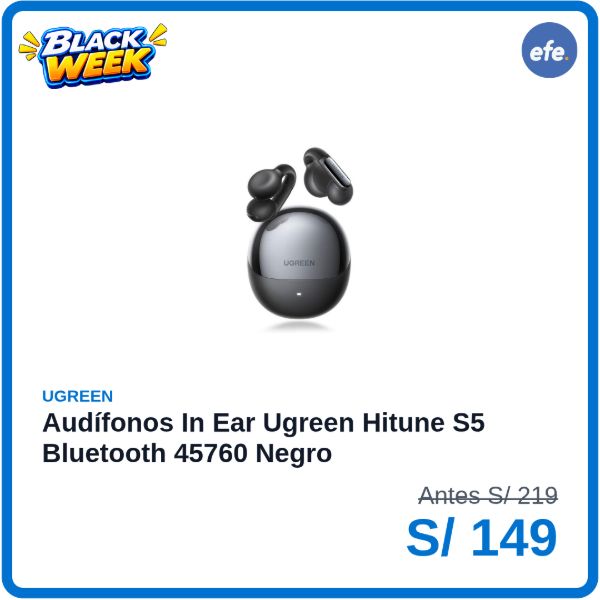 BLACK
WEEK
efe.
UGREEN
UGREEN
Audífonos In Ear Ugreen Hitune S5
Bluetooth 45760 Negro
Antes S/ 219
S/ 149